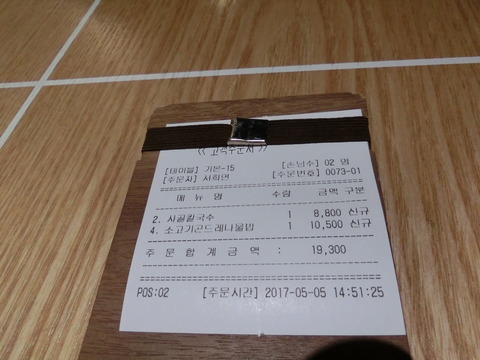 << 고객주문서 >>
[테이블] 기본-15 [손님수] 02 명
[주문자] 서희연 [주문번호] 0073-01
메 뉴 명 수량 금액 구분
2. 사골칼국수 1 8,800 신규
4. 소고기곤드레나물밥 1 10,500 신규
주 문 합 계 금 액 : 19,300
POS:02 [주문시간] 2017-05-05 14:51:25